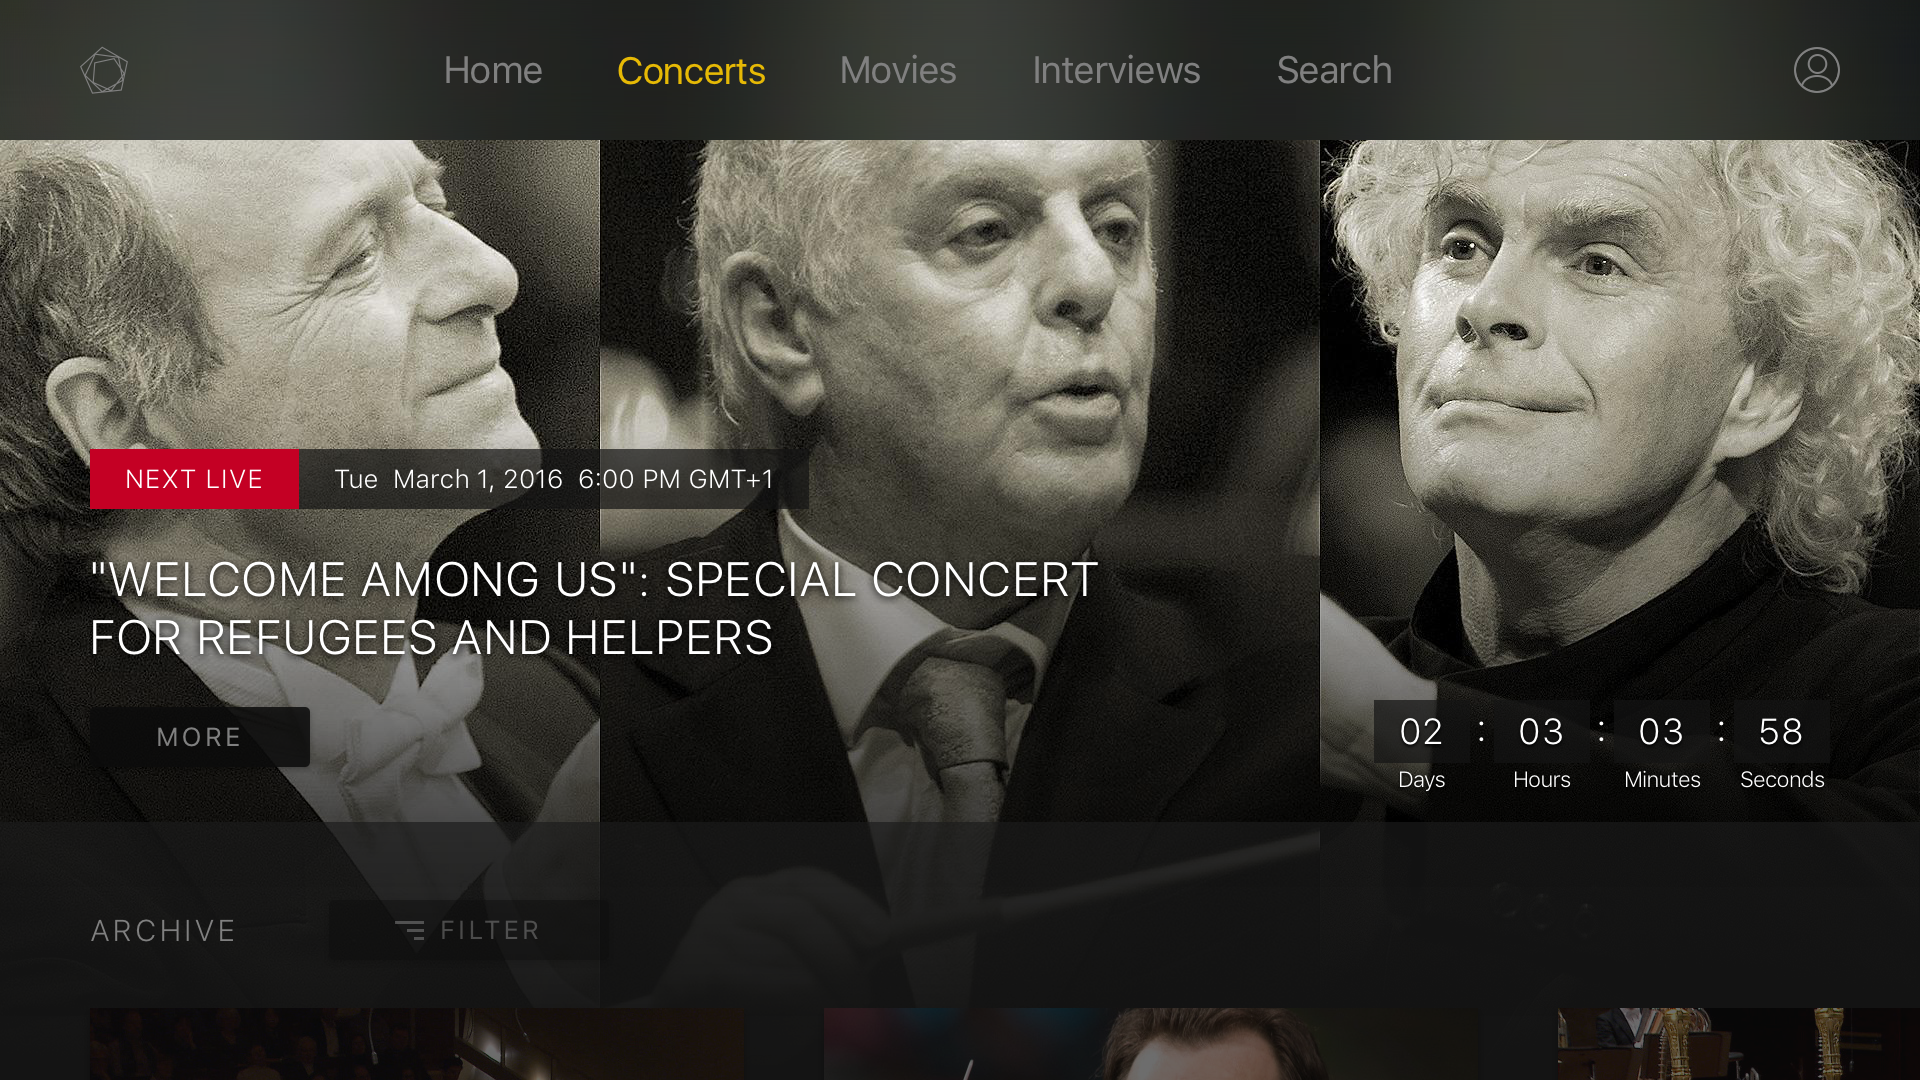 Home Concerts Movies Interviews Search
NEXT LIVE Tue March 1, 2016 6:00 PM GMT+1
"WELCOME AMONG US": SPECIAL CONCERT
FOR REFUGEES AND HELPERS
MORE
02 : 03 : 03 : 58
Days Hours Minutes Seconds
ARCHIVE FILTER